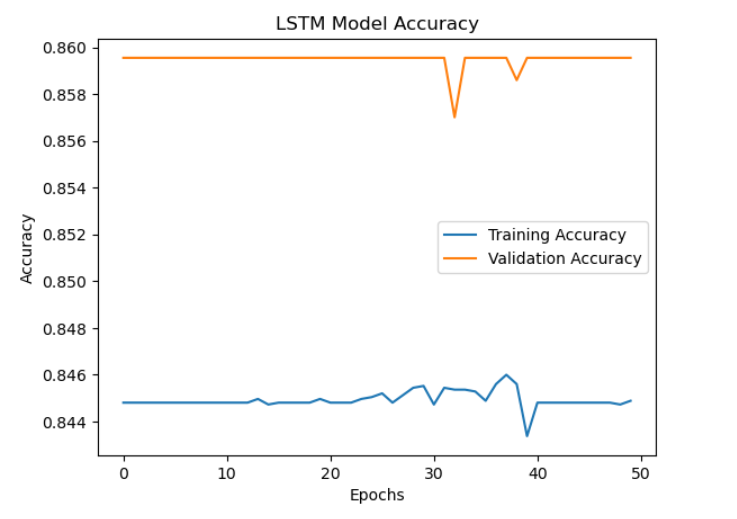 LSTM Model Accuracy
0.860
0.858
0.856
0.854
0.852
0.850
0.848
0.846
0.844
Accuracy
Training Accuracy
Validation Accuracy
0 10 20 30 40 50
Epochs